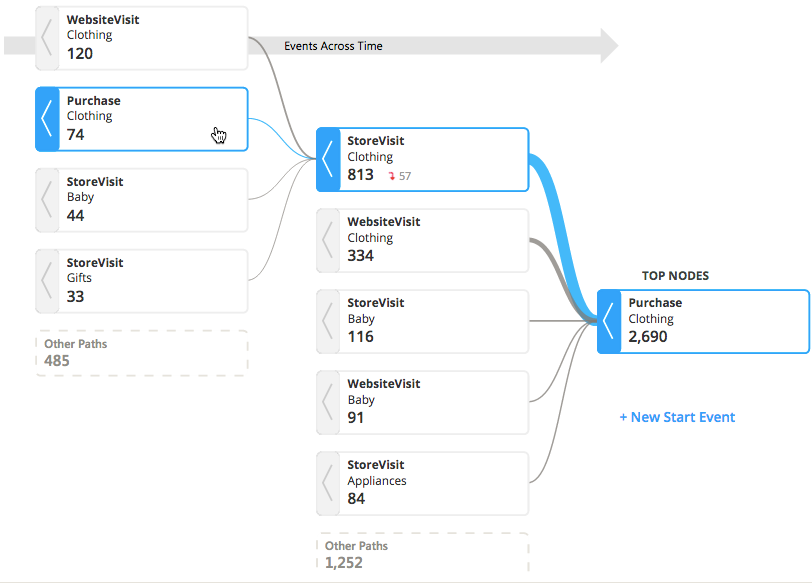 WebsiteVisit
Clothing
120
Events Across Time
Purchase
Clothing
74
StoreVisit
Baby
44
StoreVisit
Gifts
33
Other Paths
485
StoreVisit
Clothing
813 57
WebsiteVisit
Clothing
334
StoreVisit
Baby
116
WebsiteVisit
Baby
91
StoreVisit
Appliances
84
Other Paths
1,252
TOP NODES
Purchase
Clothing
2,690
+ New Start Event